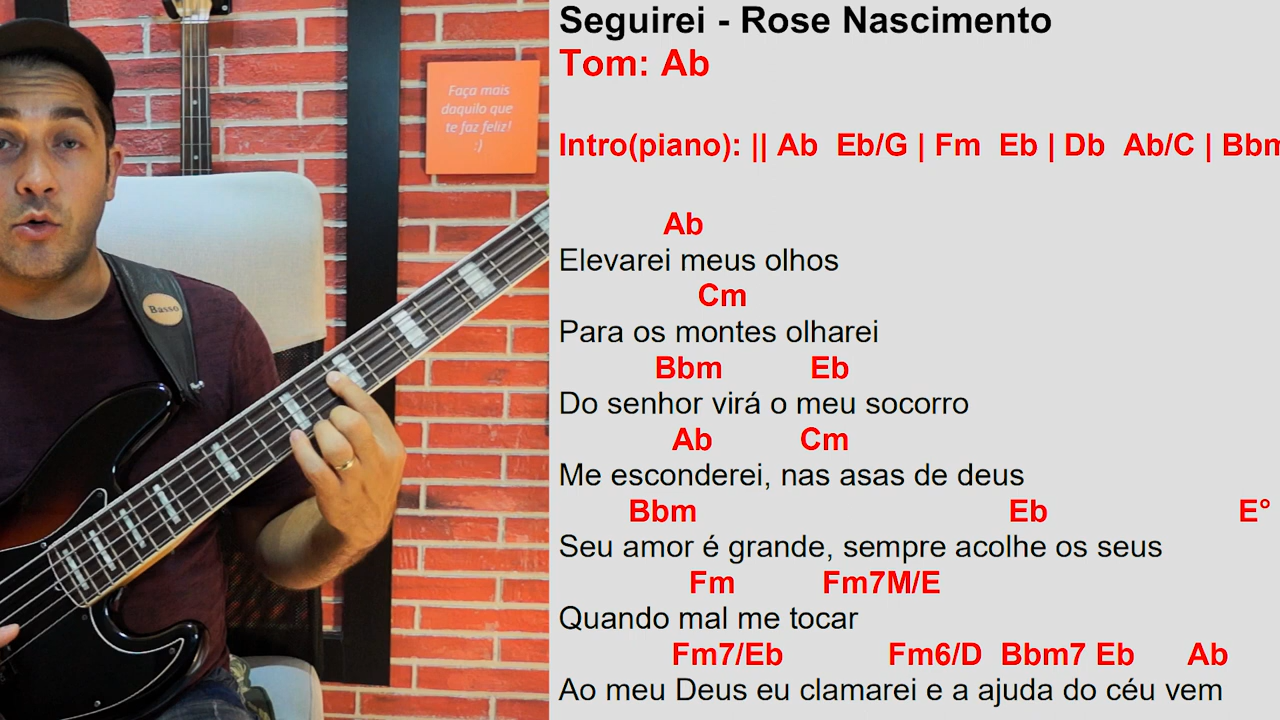 Seguirei - Rose Nascimento
Tom: Ab
Faça mais
daquilo que
te faz feliz!
:)
Intro(piano): || Ab Eb/G | Fm Eb | Db Ab/C | Bbm
Ab
Elevarei meus olhos
Cm
Para os montes olharei
Bbm Eb
Do senhor virá o meu socorro
Ab Cm
Me esconderei, nas asas de deus
Bbm Eb E°
Seu amor é grande, sempre acolhe os seus
Fm Fm7M/E
Quando mal me tocar
Fm7/Eb Fm6/D Bbm7 Eb Ab
Ao meu Deus eu clamarei e a ajuda do céu vem
Basso